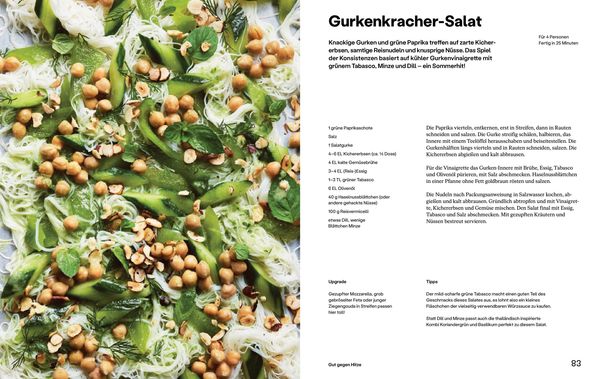 Gurkenkracher-Salat
Knackige Gurken und grüne Paprika treffen auf zarte Kicher-
erbsen, samtige Reisnudeln und knusprige Nüsse. Das Spiel
der Konsistenzen basiert auf kühler Gurkenvinaigrette mit
grünem Tabasco, Minze und Dill – ein Sommerhit!
Für 4 Personen
Fertig in 25 Minuten
1 grüne Paprikaschote
Salz
1 Salatgurke
4–6 EL Kichererbsen (ca. ½ Dose)
4 EL kalte Gemüsebrühe
3–4 EL (Reis-)Essig
1–2 TL grüner Tabasco
6 EL Olivenöl
40 g Haselnussblättchen (oder
andere gehackte Nüsse)
100 g Reisvermicelli
etwas Dill, wenige
Blättchen Minze
Die Paprika vierteln, entkernen, erst in Streifen, dann in Rauten
schneiden und salzen. Die Gurke streifig schälen, halbieren, das
Innere mit einem Teelöffel herausschaben und beiseitestellen. Die
Gurkenhälften längs vierteln und in Rauten schneiden, salzen. Die
Kichererbsen abgießen und kalt abbrausen.
Für die Vinaigrette das Gurken-Innere mit Brühe, Essig, Tabasco
und Olivenöl pürieren, mit Salz abschmecken. Haselnussblättchen
in einer Pfanne ohne Fett goldbraun rösten und salzen.
Die Nudeln nach Packungsanweisung in Salzwasser kochen, ab-
gießen und kalt abbrausen. Gründlich abtropfen und mit Vinaigret-
te, Kichererbsen und Gemüse mischen. Den Salat final mit Essig,
Tabasco und Salz abschmecken. Mit gezupften Kräutern und
Nüssen bestreut servieren.
Upgrade
Gezupfter Mozzarella, grob
gebröselter Feta oder junger
Ziegengouda in Streifen passen
hier toll!
Tipps
Der mild-scharfe grüne Tabasco macht einen guten Teil des
Geschmacks dieses Salates aus, es lohnt also ein kleines
Fläschchen der vielseitig verwendbaren Würzsauce zu kaufen.
Statt Dill und Minze passt auch die thailändisch inspirierte
Kombi Koriandergrün und Basilikum perfekt zu diesem Salat.
Gut gegen Hitze
83